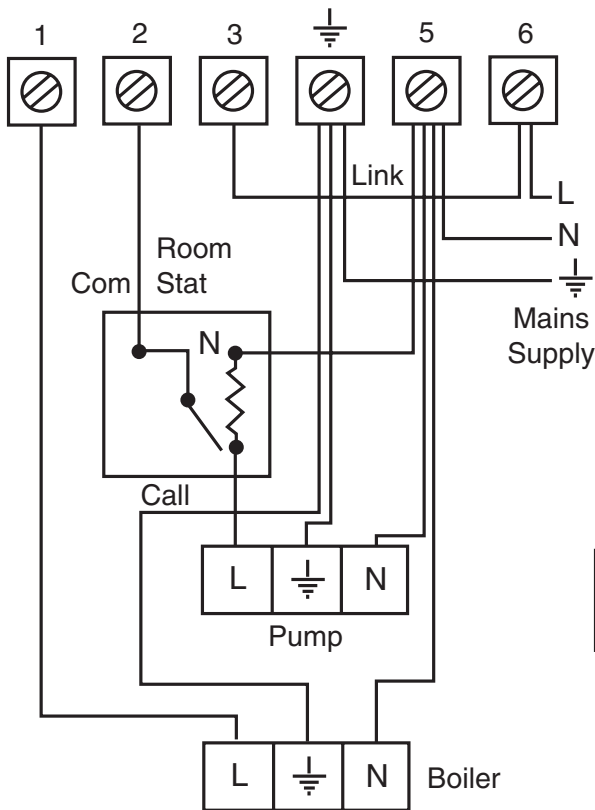 1 2 3 5 6
Link
L
N
Room
Com Stat
N
Mains
Supply
Call
L N
Pump
L N Boiler